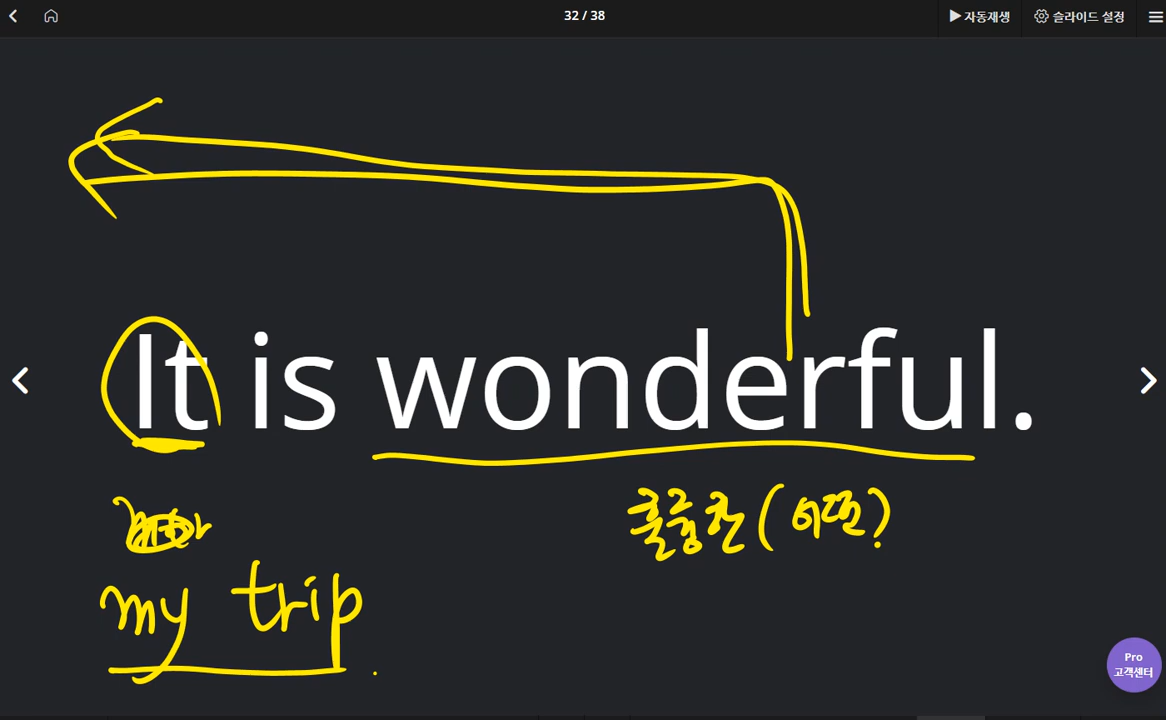 32 / 38
자동재생
슬라이드 설정
It is wonderful.
훌륭한 (어떤?)
my trip.
Pro
고객센터